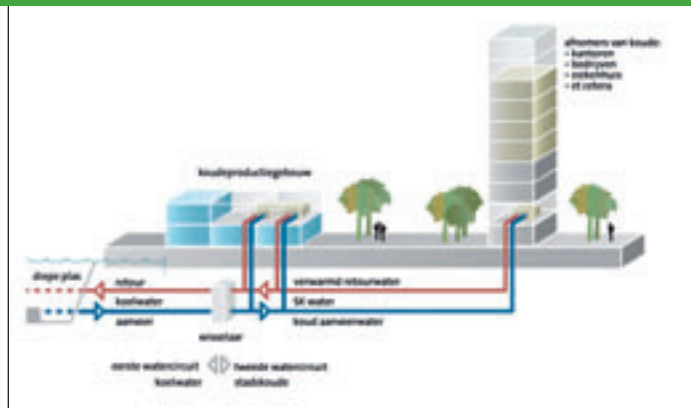 afnemers van koude:
- kantoren
- bedrijven
- ziekenhuis
- et cetera
koudeproductiegebouw
diepe plas
retour
verwarmd retourwater
koelwater
SK water
aanvoer
koud aanvoerwater
wisselaar
eerste watercircuit
tweede watercircuit
koelwater
stadskoude